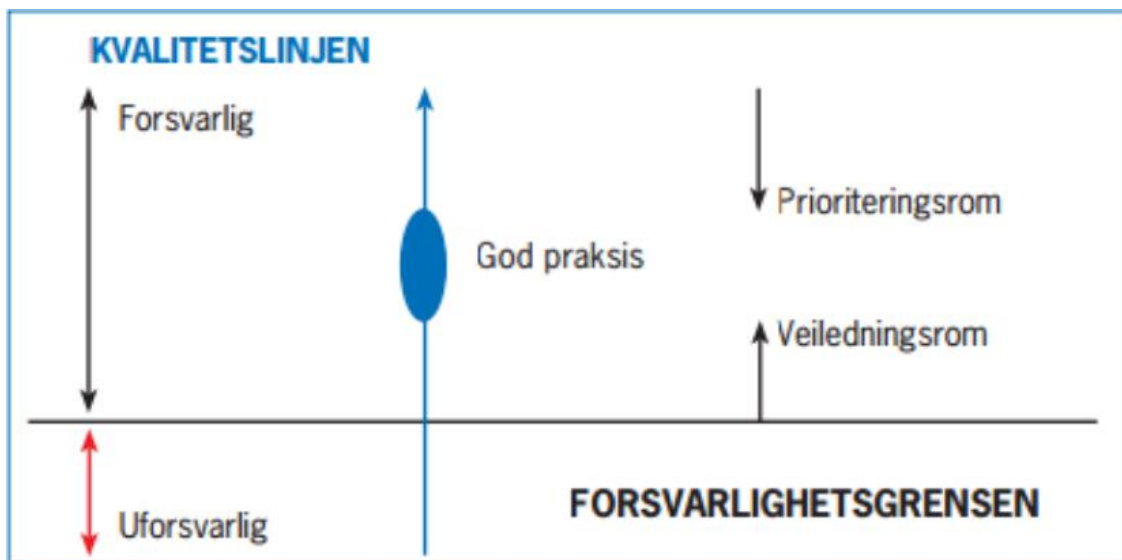 KVALITETSLINJEN
Forsvarlig
Prioriteringsrom
God praksis
Veiledningsrom
FORSVARLIGHETSGRENSEN
Uforsvarlig